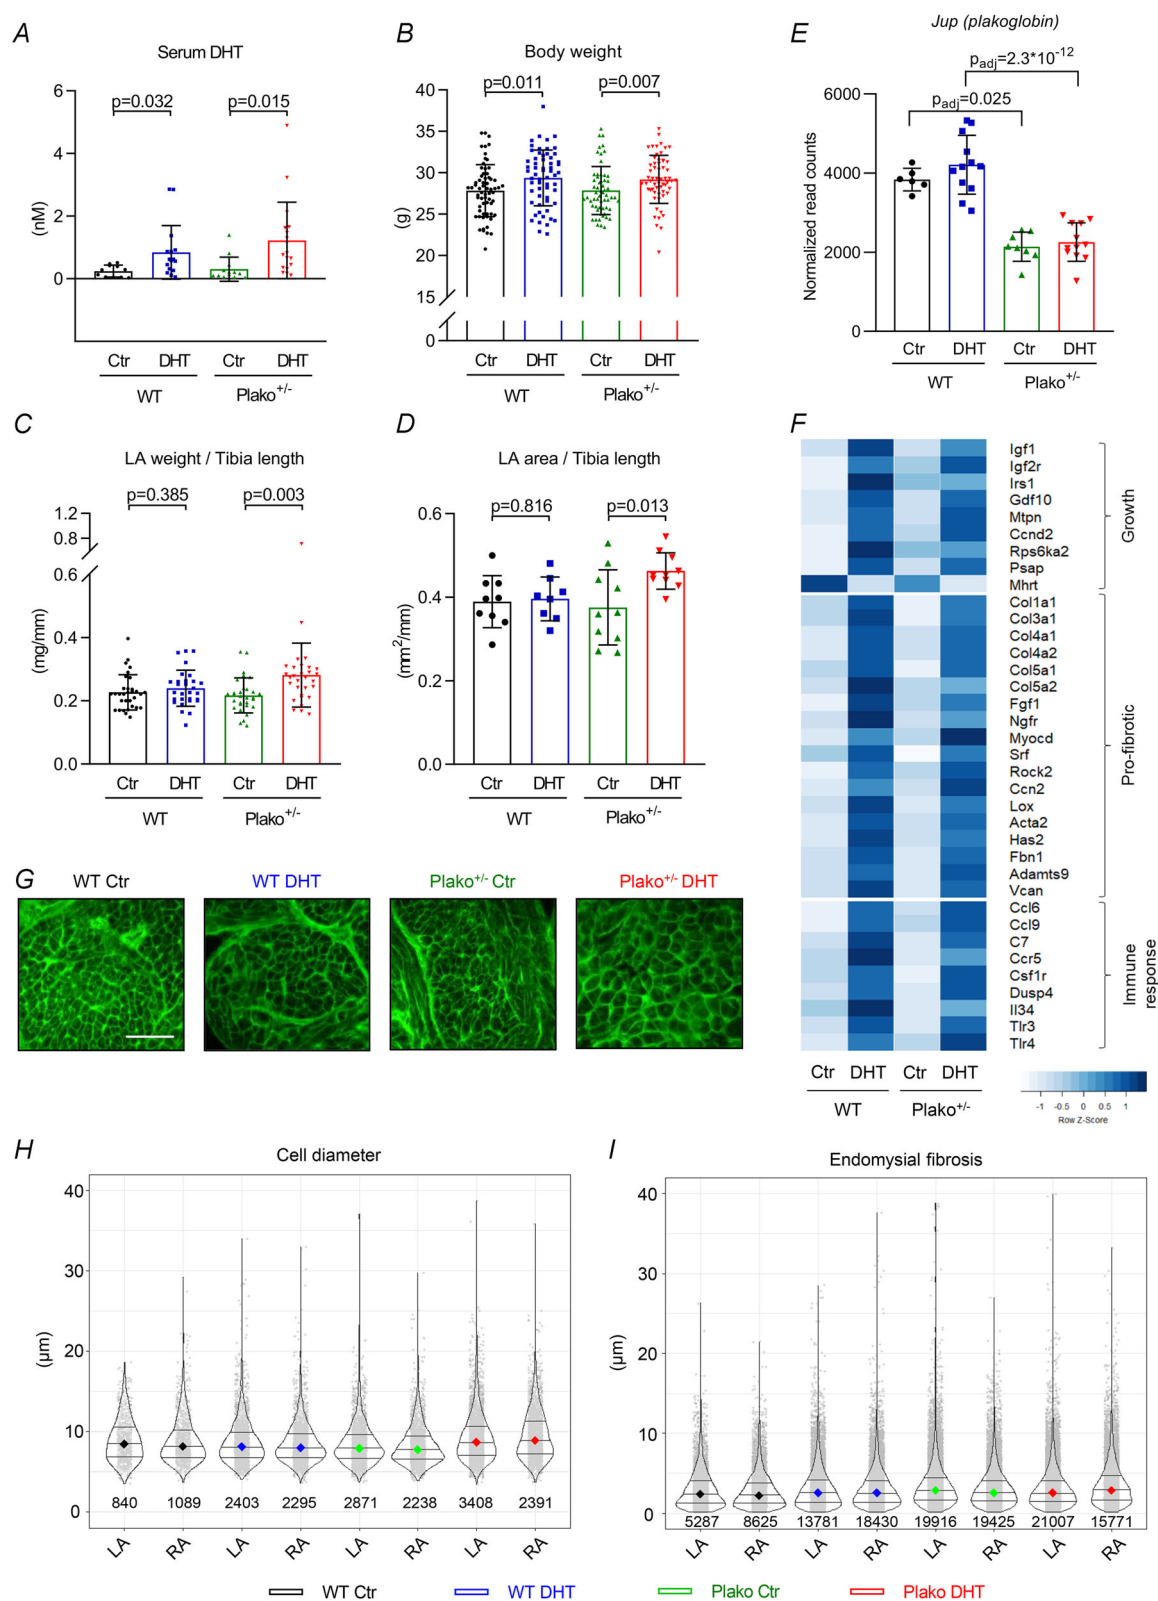 A
Serum DHT
p=0.032
p=0.015
6
4
2
0
(nM)
Ctr DHT Ctr DHT
WT Plako+/-
B
Body weight
p=0.011
p=0.007
40
35
30
25
20
15
0
(g)
Ctr DHT Ctr DHT
WT Plako+/-
E
Jup (plakoglobin)
padj=2.3*10-12
padj=0.025
6000
4000
2000
0
Normalized read counts
Ctr DHT Ctr DHT
WT Plako+/-
C
LA weight / Tibia length
p=0.385
p=0.003
1.2
0.8
0.6
0.4
0.2
0.0
(mg/mm)
Ctr DHT Ctr DHT
WT Plako+/-
D
LA area / Tibia length
p=0.816
p=0.013
0.6
0.4
0.2
0.0
(mm2/mm)
Ctr DHT Ctr DHT
WT Plako+/-
F
Igf1
Igf2r
Irs1
Gdf10
Mtpn
Ccnd2
Rps6ka2
Psap
Mhrt
Growth
Col1a1
Col3a1
Col4a1
Col4a2
Col5a1
Col5a2
Fgf1
Ngfr
Myocd
Srf
Rock2
Ccn2
Lox
Acta2
Has2
Fbn1
Adamts9
Vcan
Pro-fibrotic
Ccl6
Ccl9
C7
Ccr5
Csf1r
Dusp4
Il34
Tlr3
Tlr4
Immune
response
Ctr DHT Ctr DHT
WT Plako+/-
-1 -0.5 0 0.5 1
Row Z-Score
G
WT Ctr
WT DHT
Plako+/- Ctr
Plako+/- DHT
H
Cell diameter
40
30
20
10
0
(μm)
840 1089 2403 2295 2871 2238 3408 2391
LA RA LA RA LA RA LA RA
I
Endomysial fibrosis
40
30
20
10
0
(μm)
5287 8625 13781 18430 19916 19425 21007 15771
LA RA LA RA LA RA LA RA
WT Ctr WT DHT Plako Ctr Plako DHT